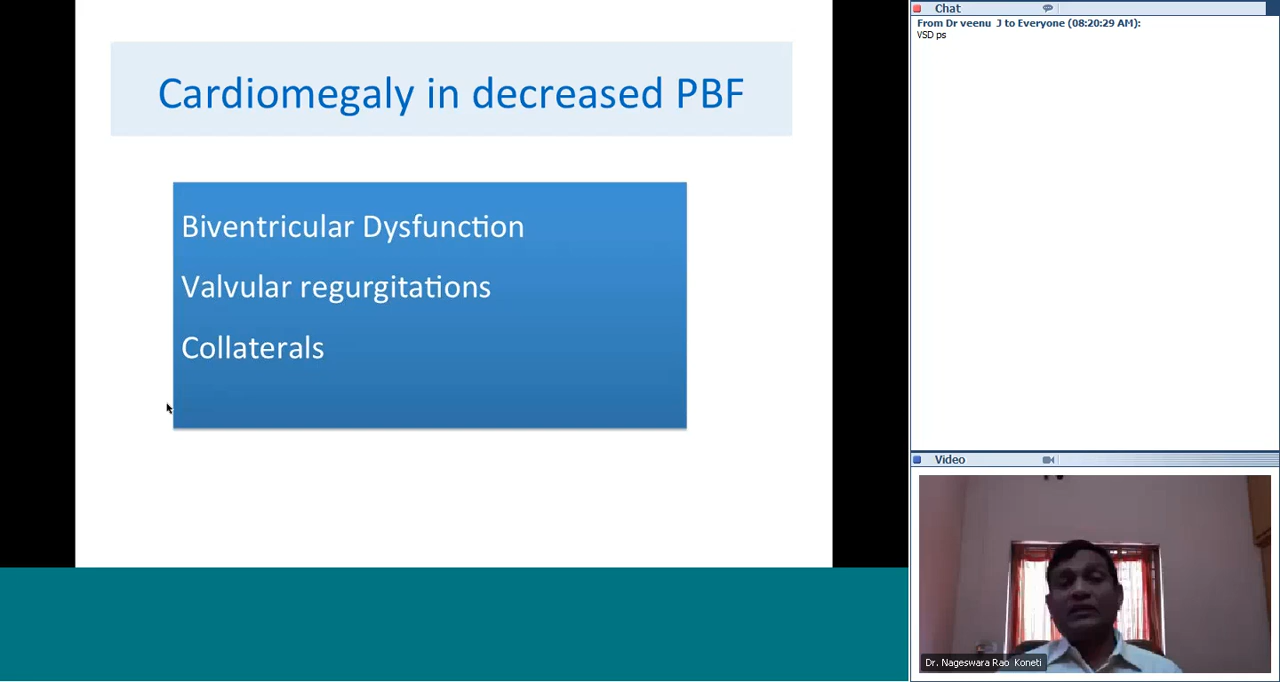 Cardiomegaly in decreased PBF
Biventricular Dysfunction
Valvular regurgitations
Collaterals
Chat
From Dr veenu J to Everyone (08:20:29 AM):
VSD ps
Video
Dr. Nageswara Rao Koneti